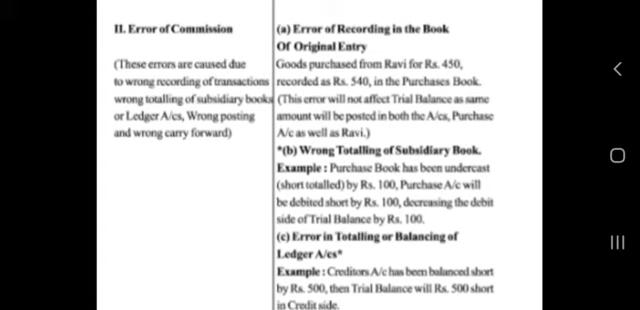 II. Error of Commission
(These errors are caused due
to wrong recording of transactions
wrong totalling of subsidiary books
or Ledger A/cs, Wrong posting
and wrong carry forward)
(a) Error of Recording in the Book
Of Original Entry
Goods purchased from Ravi for Rs. 450,
recorded as Rs. 540, in the Purchases Book.
(This error will not affect Trial Balance as same
amount will be posted in both the A/cs, Purchase
A/c as well as Ravi.)
*(b) Wrong Totalling of Subsidiary Book.
Example : Purchase Book has been undercast
(short totalled) by Rs. 100, Purchase A/c will
be debited short by Rs. 100, decreasing the debit
side of Trial Balance by Rs. 100.
(c) Error in Totalling or Balancing of
Ledger A/cs*
Example : Creditors A/c has been balanced short
by Rs. 500, then Trial Balance will Rs. 500 short
in Credit side.